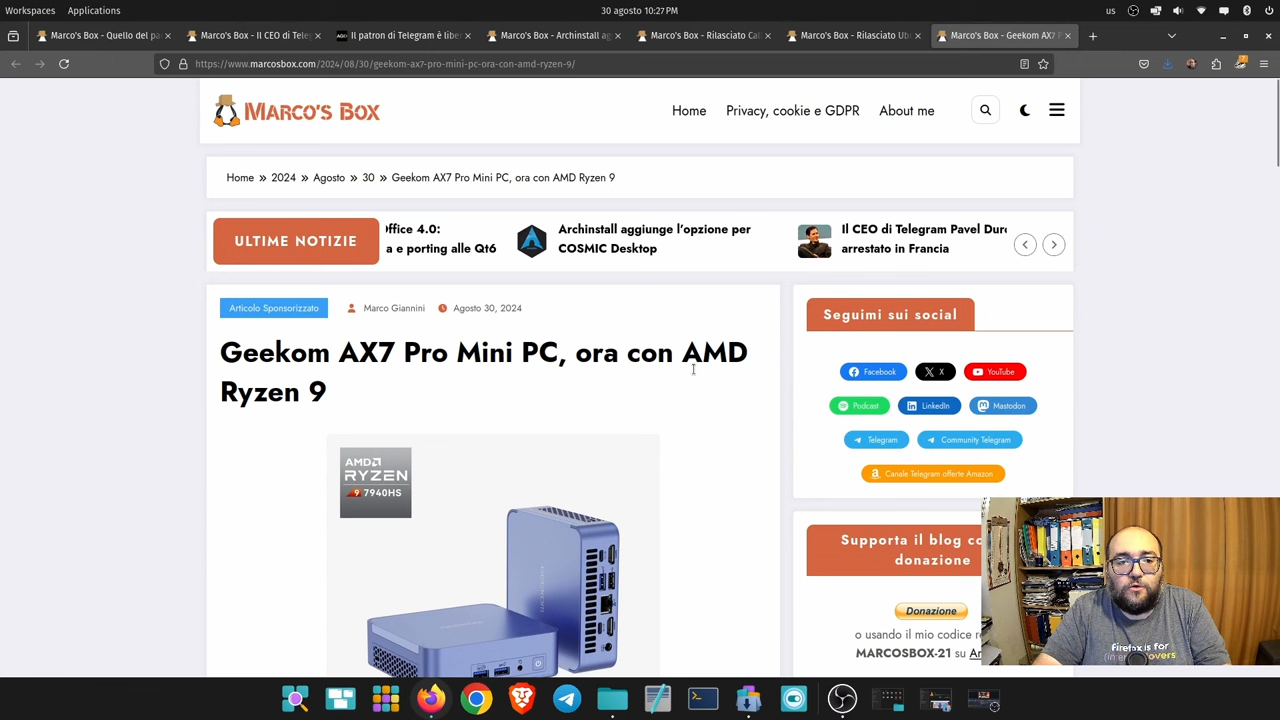 Workspaces Applications
30 agosto 10:27 PM
us
Marco's Box - Quello del pa
Marco's Box - Il CEO di Tele
Il patron di Telegram è libe
Marco's Box - Archinstall ag
Marco's Box - Rilasciato Cal
Marco's Box - Rilasciato Ub
Marco's Box - Geekom AX7 P
https://www.marcosbox.com/2024/08/30/geekom-ax7-pro-mini-pc-ora-con-amd-ryzen-9/
MARCO'S BOX
Home Privacy, cookie e GDPR About me
Home » 2024 » Agosto » 30 » Geekom AX7 Pro Mini PC, ora con AMD Ryzen 9
ULTIME NOTIZIE
ffice 4.0:
a e porting alle Qt6
Archinstall aggiunge l'opzione per
COSMIC Desktop
Il CEO di Telegram Pavel Durc
arrestato in Francia
Articolo Sponsorizzato
Marco Giannini
Agosto 30, 2024
Geekom AX7 Pro Mini PC, ora con AMD
Ryzen 9
AMD
RYZEN
9 7940HS
Seguimi sui social
Facebook
X
YouTube
Podcast
LinkedIn
Mastodon
Telegram
Community Telegram
Canale Telegram offerte Amazon
Supporta il blog co
donazione
Donazione
o usando il mio codice r
MARCOSBOX-21 su
Firefox is for
overs